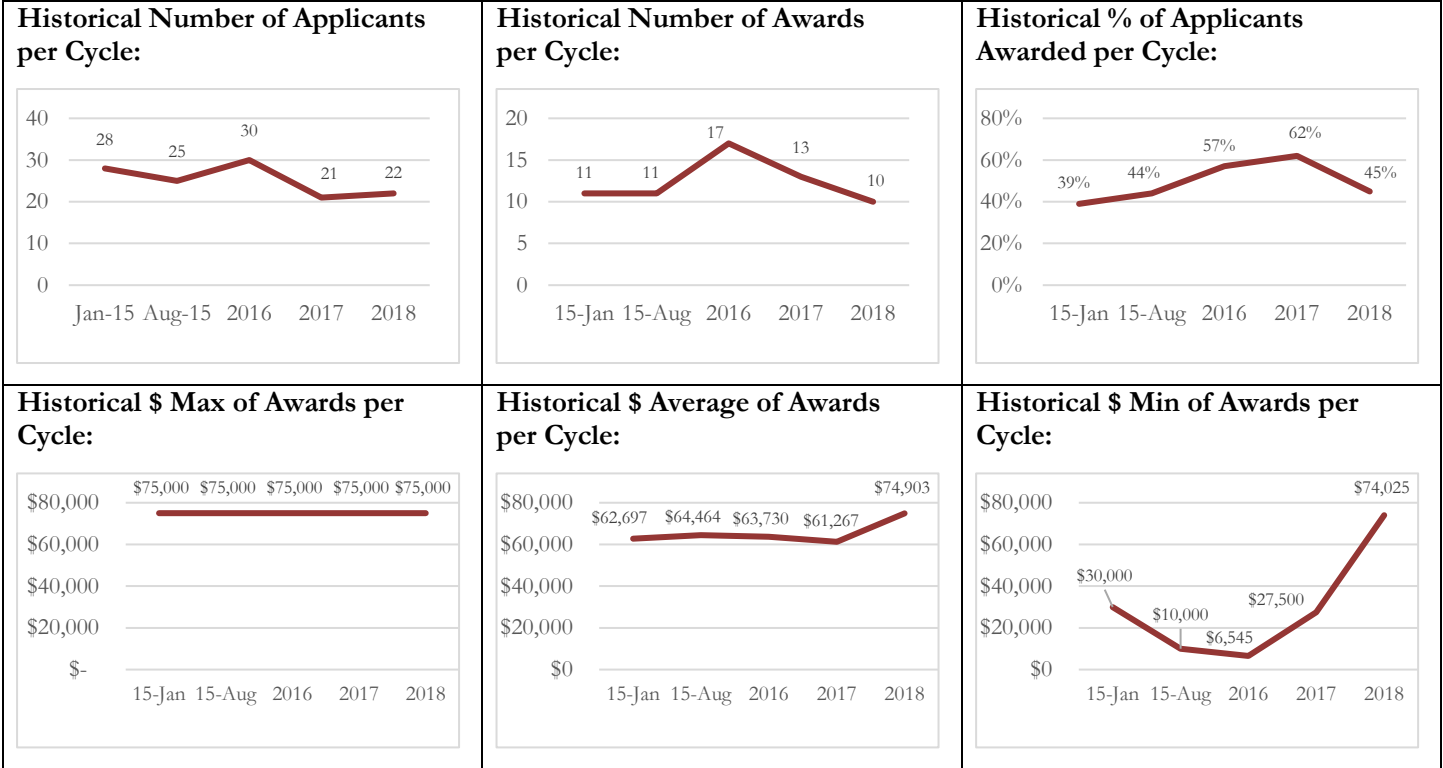 Historical Number of Applicants
per Cycle:
40
30
20
10
0
28
25
30
21
22
Jan-15 Aug-15 2016 2017 2018
Historical Number of Awards
per Cycle:
20
15
10
5
0
11
11
17
13
10
15-Jan 15-Aug 2016 2017 2018
Historical % of Applicants
Awarded per Cycle:
80%
60%
40%
20%
0%
39%
44%
57%
62%
45%
15-Jan 15-Aug 2016 2017 2018
Historical $ Max of Awards per
Cycle:
$80,000
$60,000
$40,000
$20,000
$-
$75,000 $75,000 $75,000 $75,000 $75,000
15-Jan 15-Aug 2016 2017 2018
Historical $ Average of Awards
per Cycle:
$80,000
$60,000
$40,000
$20,000
$0
$62,697 $64,464 $63,730 $61,267
$74,903
15-Jan 15-Aug 2016 2017 2018
Historical $ Min of Awards per
Cycle:
$80,000
$60,000
$40,000
$20,000
$0
$30,000
$10,000
$6,545
$27,500
$74,025
15-Jan 15-Aug 2016 2017 2018